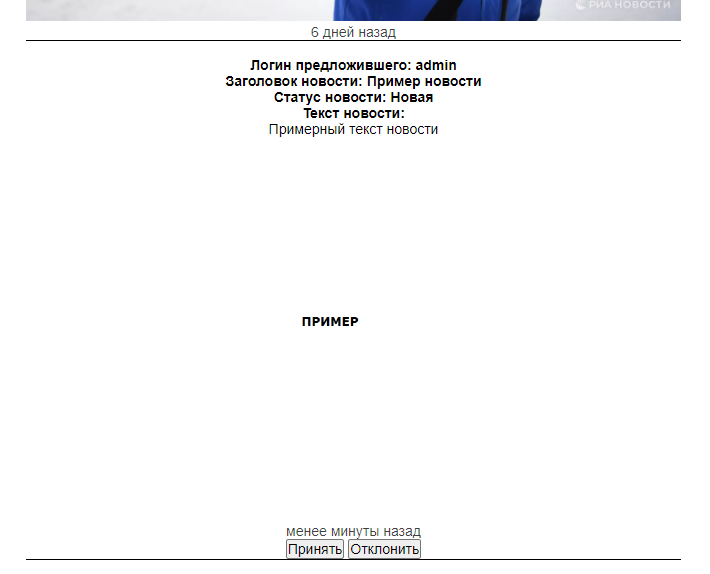 РИА НОВОСТИ
6 дней назад
Логин предложившего: admin
Заголовок новости: Пример новости
Статус новости: Новая
Текст новости:
Примерный текст новости
ПРИМЕР
менее минуты назад
Принять Отклонить